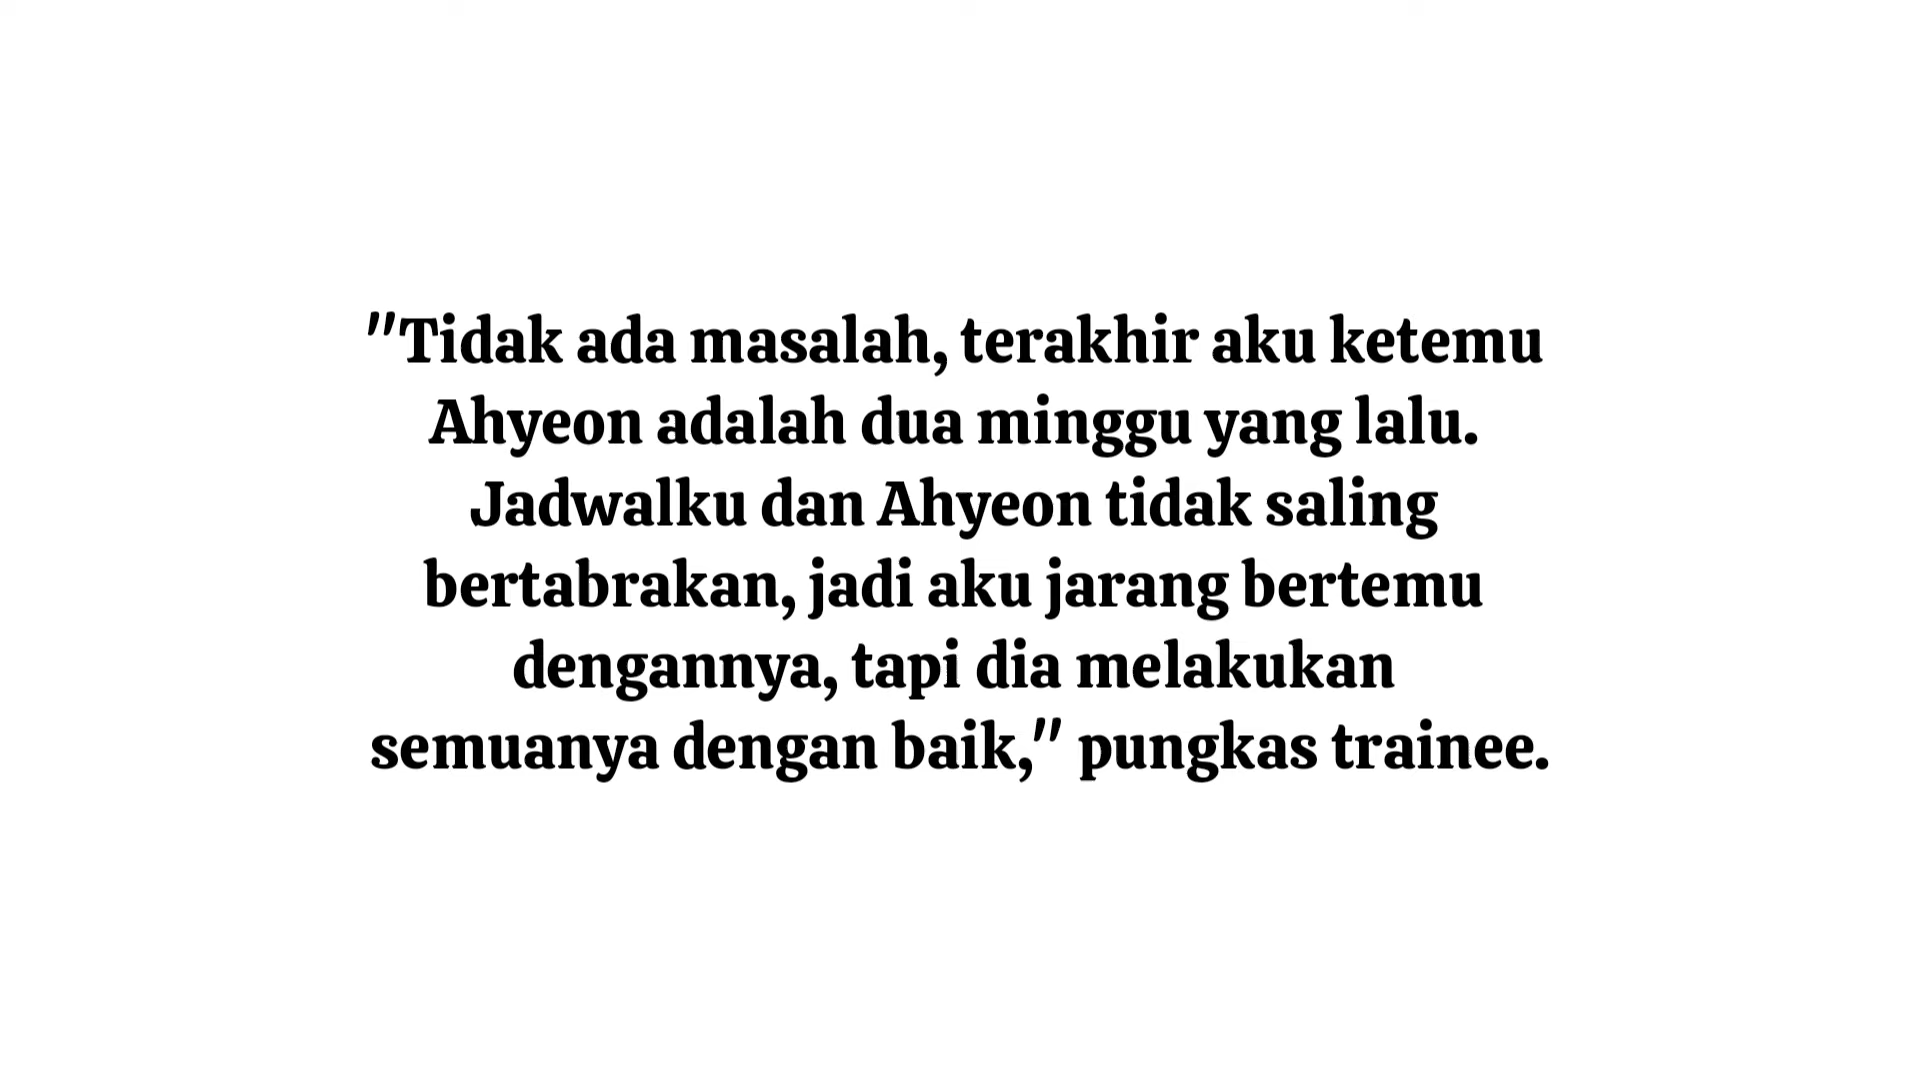 "Tidak ada masalah, terakhir aku ketemu
Ahyeon adalah dua minggu yang lalu.
Jadwalku dan Ahyeon tidak saling
bertabrakan, jadi aku jarang bertemu
dengannya, tapi dia melakukan
semuanya dengan baik," pungkas trainee.